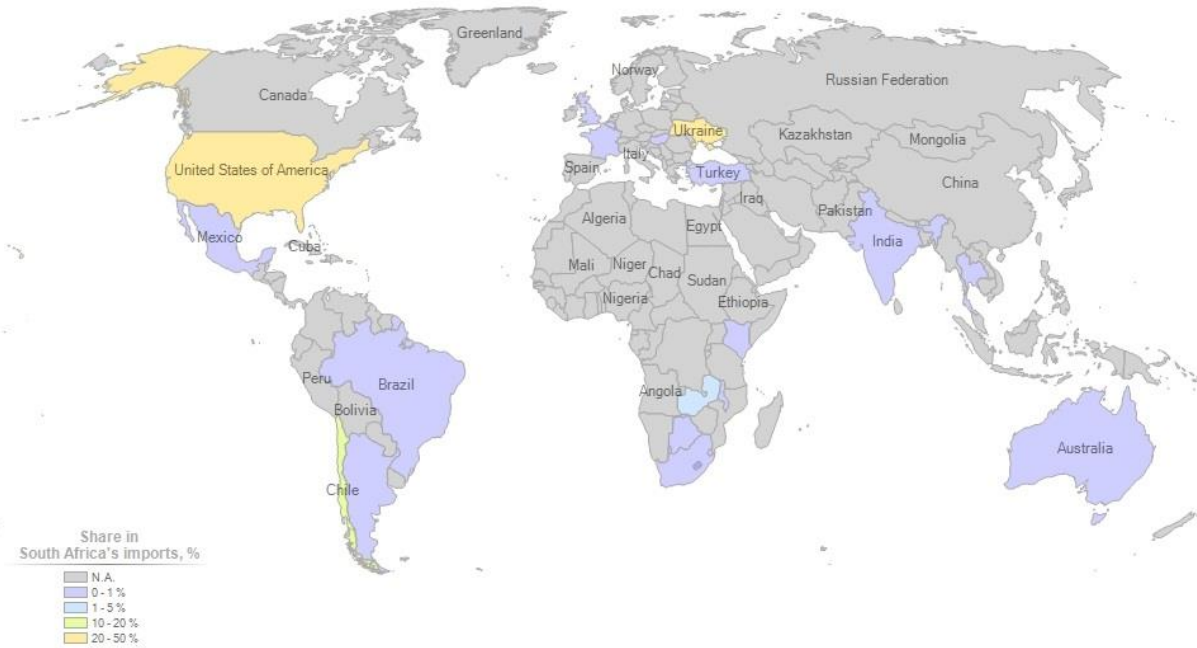 Greenland
Norway
Russian Federation
Canada
Ukraine
Kazakhstan
Mongolia
Italy
Spain
United States of America
Turkey
China
Iraq
Pakistan
Algeria
Egypt
Mexico
Cuba
India
Mali
Niger
Chad
Sudan
Nigeria
Ethiopia
Peru
Brazil
Angola
Bolivia
Australia
Chile
Share in
South Africa's imports, %
N.A.
0 - 1 %
1 - 5 %
10 - 20 %
20 - 50 %